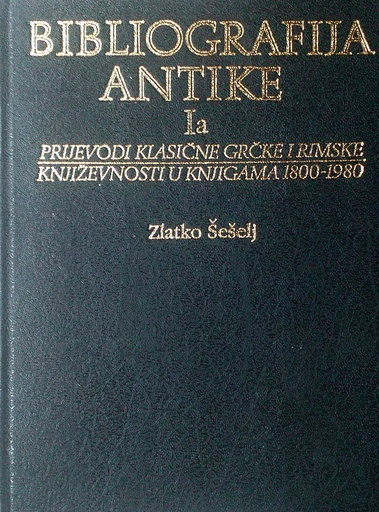 BIBLIOGRAFIJA
ANTIKE
Ia
PRIJEVODI KLASIČNE GRČKE I RIMSKE
KNJIŽEVNOSTI U KNJIGAMA 1800-1980
Zlatko Šešelj